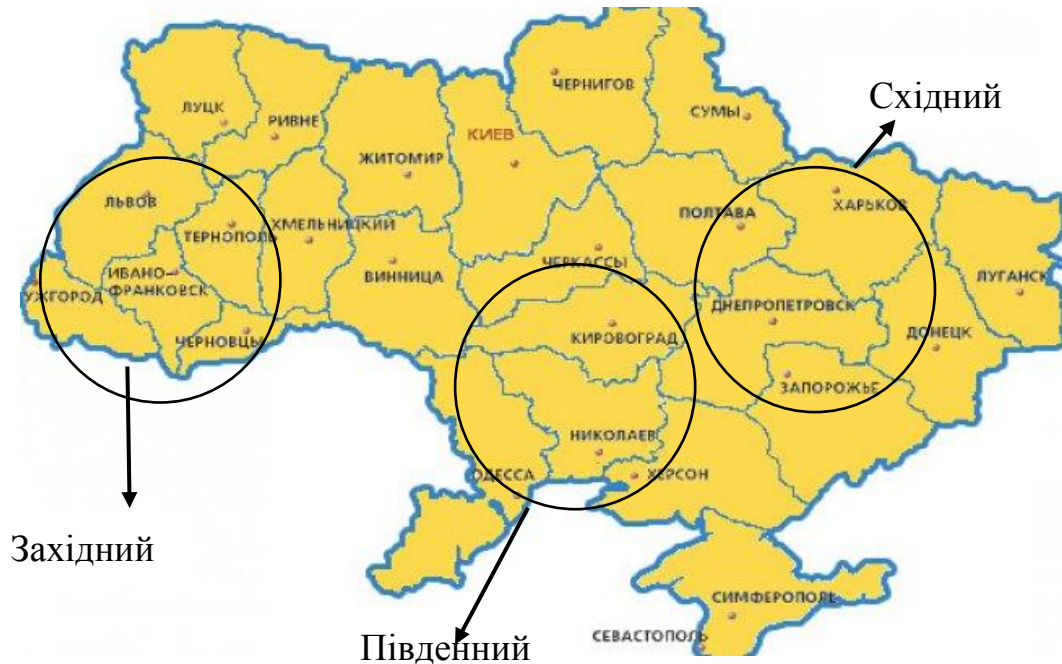 ЧЕРНИГОВ
Східний
ЛУЦК
РИВНЕ
СУМЫ
КИЕВ
ЖИТОМИР
ЛЬВОВ
ХАРЬКОВ
ПОЛТАВА
ТЕРНОПОЛЬ
ХМЕЛЬНИЦКИЙ
ЧЕРКАССЫ
ВИННИЦА
ИВАНО-
ФРАНКОВСК
УЖГОРОД
ЛУГАНСК
ДНЕПРОПЕТРОВСК
ДОНЕЦК
КИРОВОГРАД
ЧЕРНОВЦЫ
ЗАПОРОЖЬЕ
НИКОЛАЕВ
ОДЕССА
ХЕРСОН
Західний
СИМФЕРОПОЛЬ
СЕВАСТОПОЛЬ
Південний